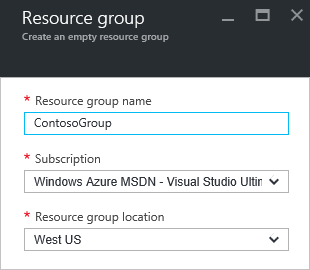 Resource group
Create an empty resource group
* Resource group name
ContosoGroup
* Subscription
Windows Azure MSDN - Visual Studio Ultin
* Resource group location
West US